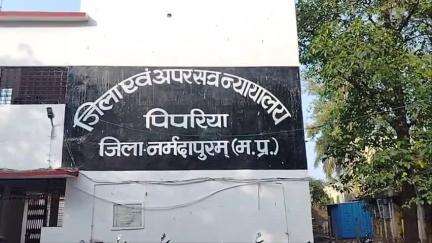 जिला एवं अपर सत्र न्यायालय
पिपरिया
जिला-नर्मदापुरम् (म.प्र.)